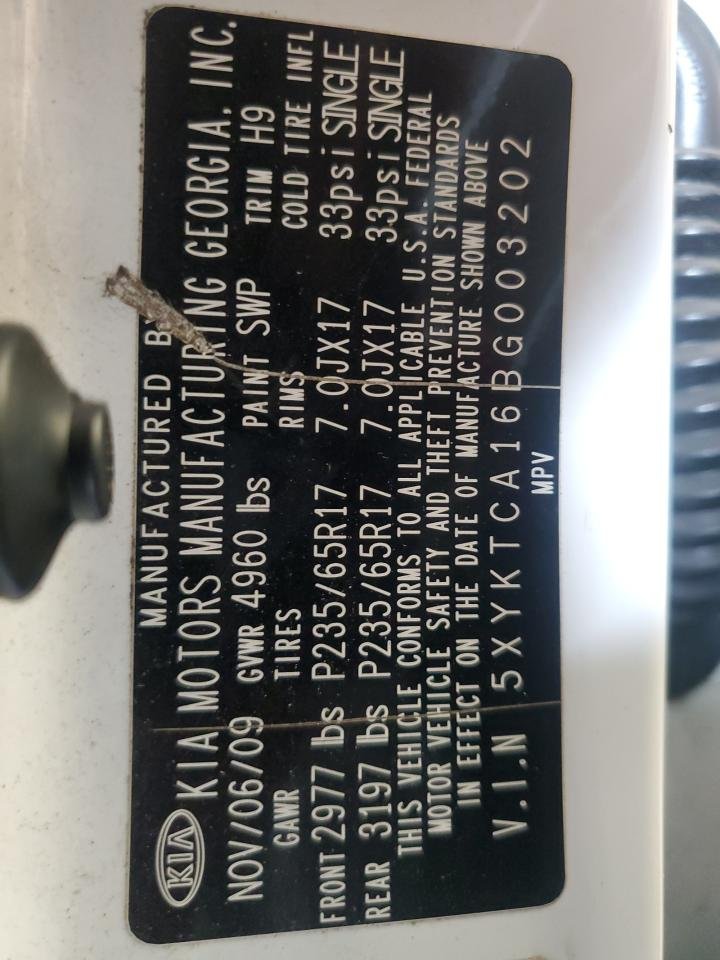 MANUFACTURED BY
KIA KIA MOTORS MANUFACTURING GEORGIA, INC.
NOV/06/09 GVWR 4960 lbs PAINT SWP TRIM H9
GAWR TIRES RIMS COLD TIRE INFL
FRONT 2977 lbs P235/65R17 7.0JX17 33psi SINGLE
REAR 3197 lbs P235/65R17 7.0JX17 33psi SINGLE
THIS VEHICLE CONFORMS TO ALL APPLICABLE U.S.A. FEDERAL
MOTOR VEHICLE SAFETY AND THEFT PREVENTION STANDARDS
IN EFFECT ON THE DATE OF MANUFACTURE SHOWN ABOVE
V.I.N 5XYKTCA16BG003202
MPV